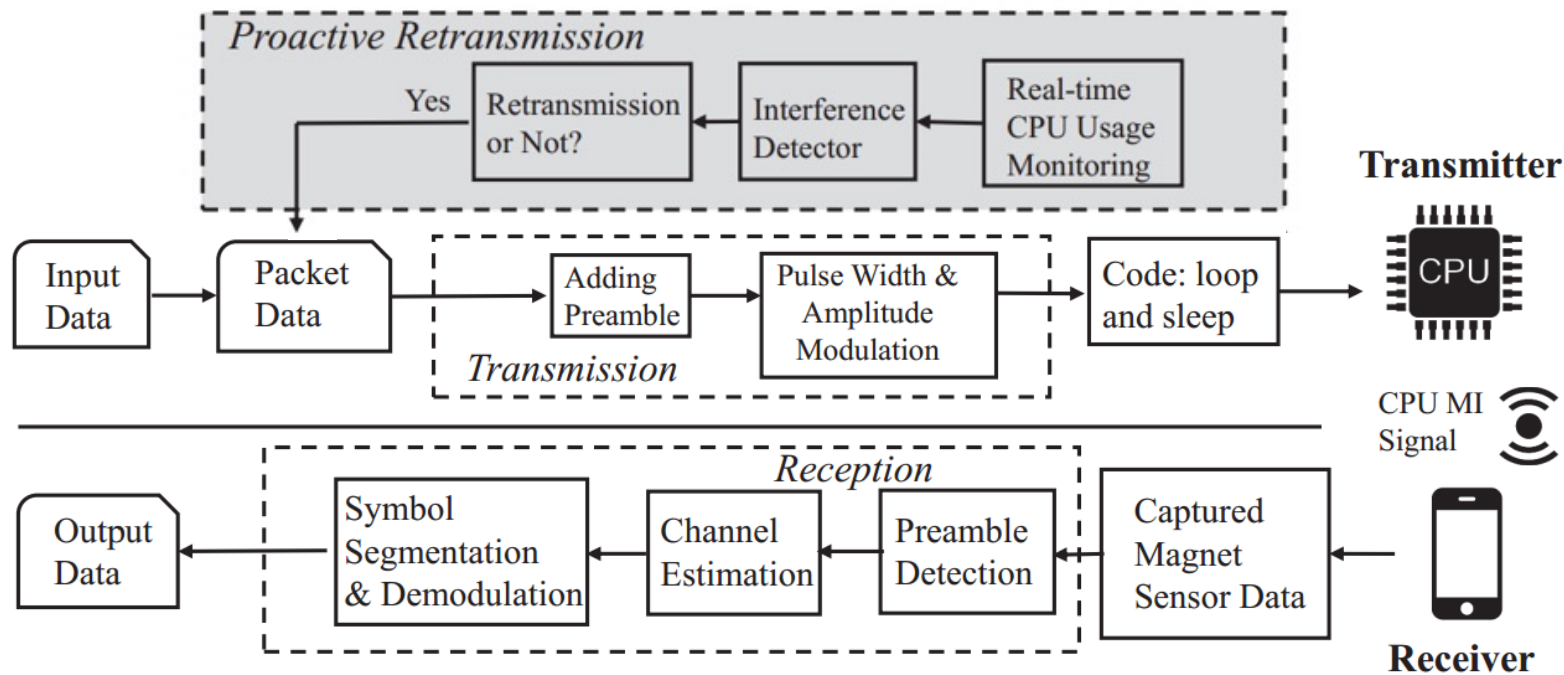 Proactive Retransmission
Yes
Retransmission
or Not?
Interference
Detector
Real-time
CPU Usage
Monitoring
Transmitter
CPU
Input
Data
Packet
Data
Adding
Preamble
Pulse Width &
Amplitude
Modulation
Transmission
Code: loop
and sleep
CPU MI
Signal
Reception
Output
Data
Symbol
Segmentation
& Demodulation
Channel
Estimation
Preamble
Detection
Captured
Magnet
Sensor Data
Receiver